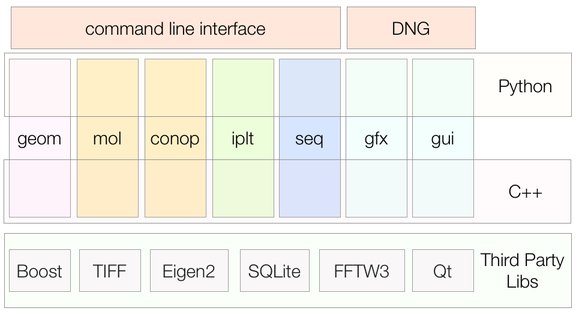 command line interface
DNG
Python
geom
mol
conop
iplt
seq
gfx
gui
C++
Boost
TIFF
Eigen2
SQLite
FFTW3
Qt
Third Party
Libs